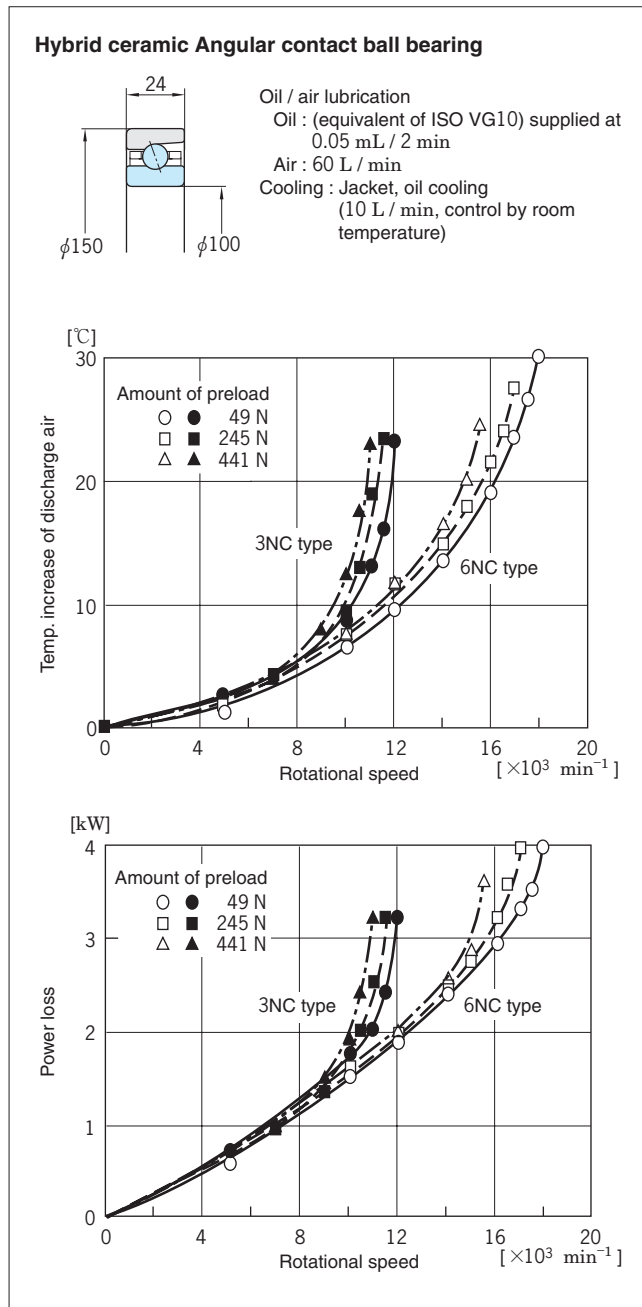 Hybrid ceramic Angular contact ball bearing
24
φ150
φ100
Oil / air lubrication
Oil : (equivalent of ISO VG10) supplied at
0.05 mL / 2 min
Air : 60 L / min
Cooling : Jacket, oil cooling
(10 L / min, control by room
temperature)
[℃]
30
20
10
0
Temp. increase of discharge air
Amount of preload
○ ● 49 N
□ ■ 245 N
△ ▲ 441 N
3NC type
6NC type
0 4 8 12 16 20
Rotational speed
[×10³ min⁻¹]
[kW]
4
3
2
1
0
Power loss
Amount of preload
○ ● 49 N
□ ■ 245 N
△ ▲ 441 N
3NC type
6NC type
0 4 8 12 16 20
Rotational speed
[×10³ min⁻¹]